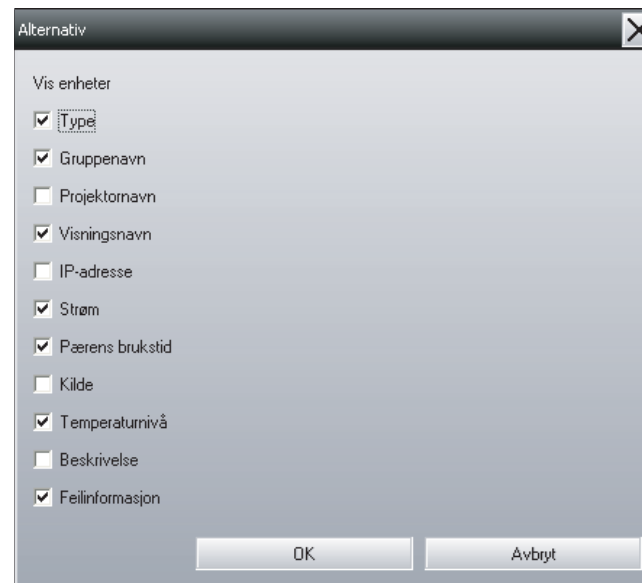 Alternativ
Vis enheter
Type
Gruppenavn
Projektornavn
Visningsnavn
IP-adresse
Strøm
Pærens brukstid
Kilde
Temperaturnivå
Beskrivelse
Feilinformasjon
OK Avbryt